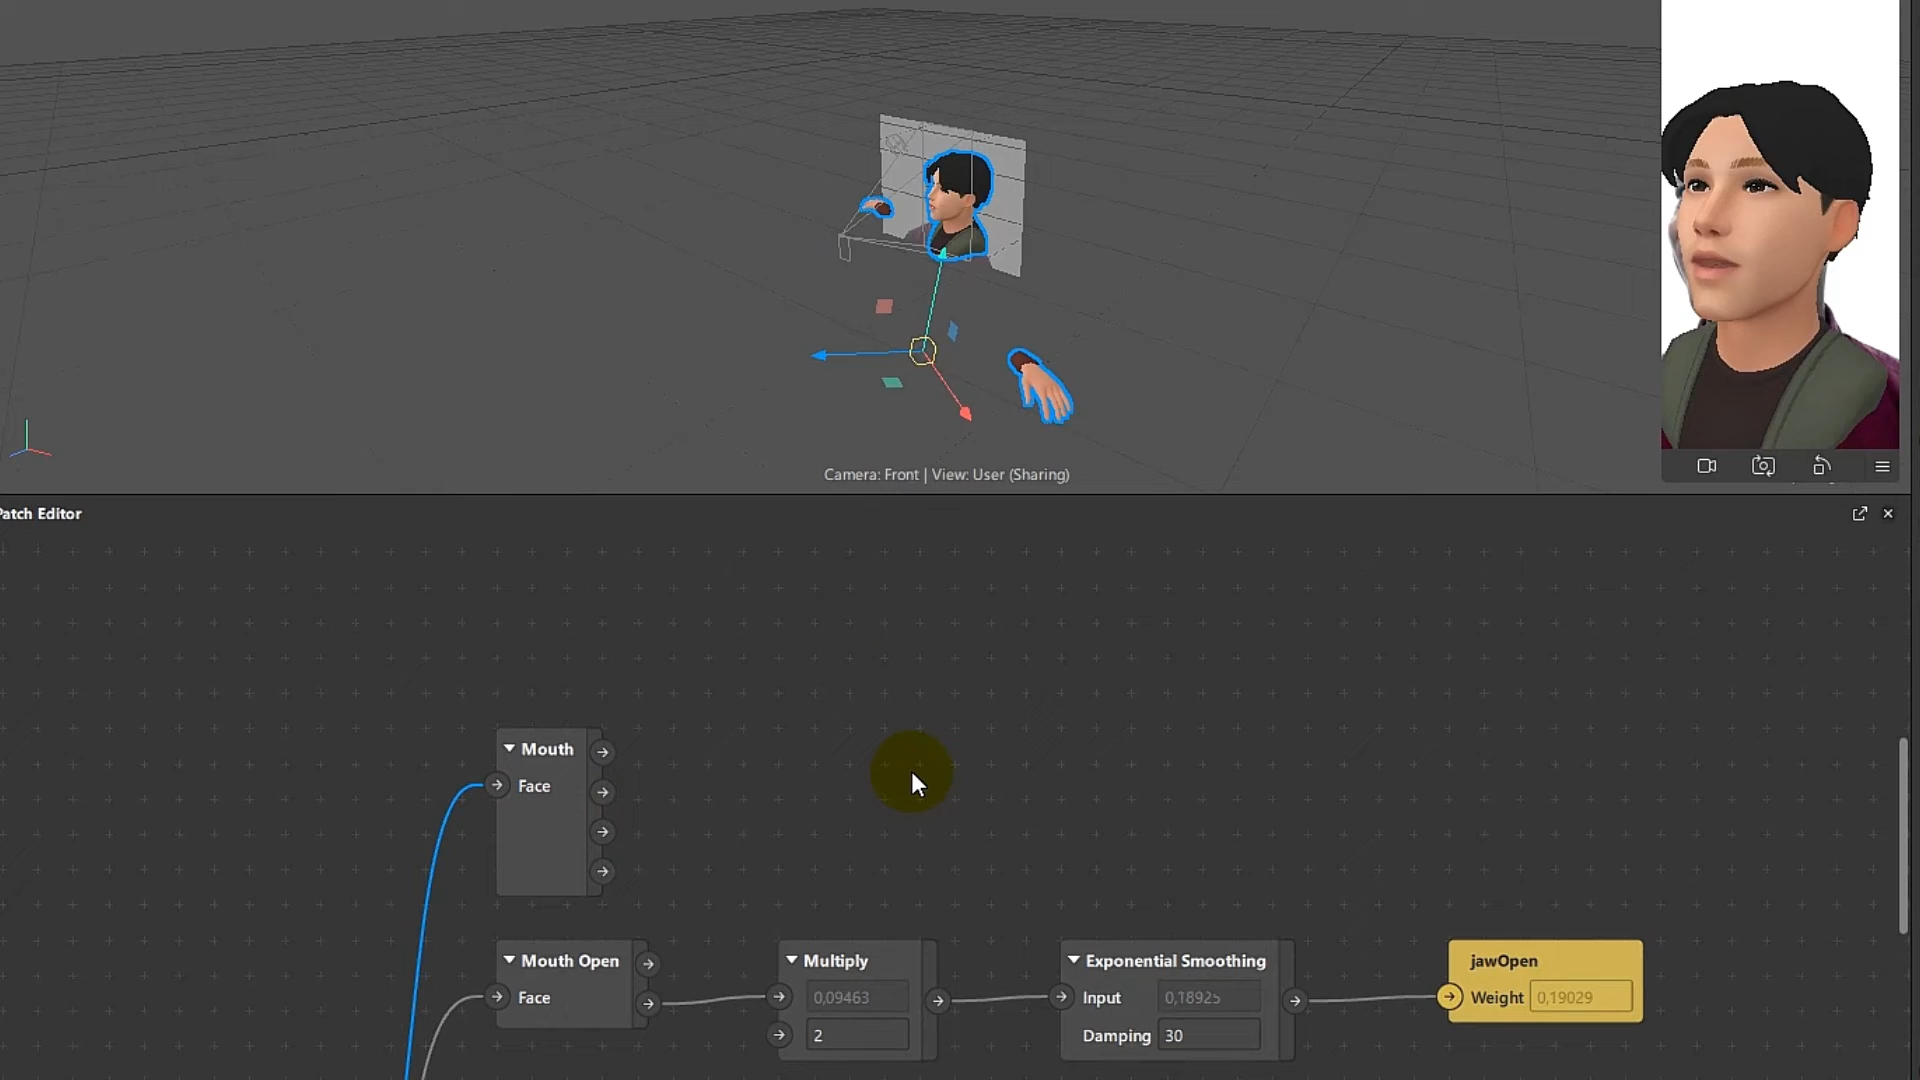 Camera: Front | View: User (Sharing)
Patch Editor
Mouth
Face
Mouth Open
Face
Multiply
0,09463
2
Exponential Smoothing
Input 0,18925
Damping 30
jawOpen
Weight 0,19029